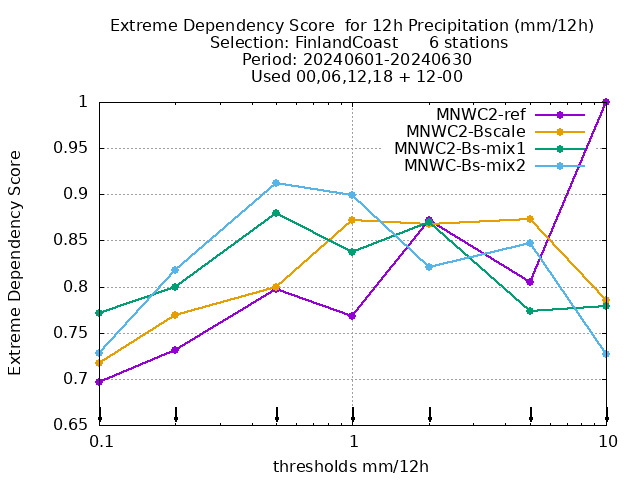 Extreme Dependency Score  for 12h Precipitation (mm/12h)
Selection: FinlandCoast      6 stations
Period: 20240601-20240630
Used 00,06,12,18 + 12-00
MNWC2-ref
MNWC2-Bscale
MNWC2-Bs-mix1
MNWC-Bs-mix2
1
0.95
0.9
0.85
0.8
0.75
0.7
0.65
Extreme Dependency Score
0.1 1 10
thresholds mm/12h